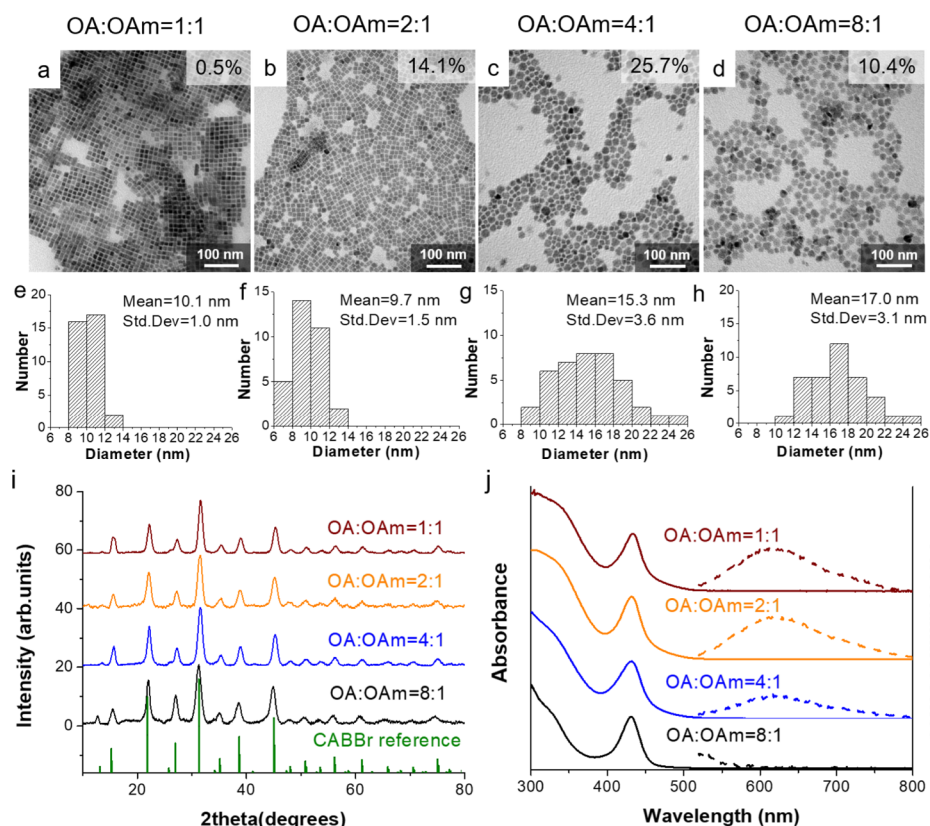 OA:OAm=1:1 OA:OAm=2:1 OA:OAm=4:1 OA:OAm=8:1
a 0.5% b 14.1% c 25.7% d 10.4%
100 nm 100 nm 100 nm 100 nm
e f g h
Mean=10.1 nm
Std.Dev=1.0 nm
Mean=9.7 nm
Std.Dev=1.5 nm
Mean=15.3 nm
Std.Dev=3.6 nm
Mean=17.0 nm
Std.Dev=3.1 nm
Number
20
15
10
5
0
6 8 10 12 14 16 18 20 22 24 26
Diameter (nm)
Number
15
10
5
0
6 8 10 12 14 16 18 20 22 24 26
Diameter (nm)
Number
15
10
5
0
6 8 10 12 14 16 18 20 22 24 26
Diameter (nm)
Number
15
10
5
0
6 8 10 12 14 16 18 20 22 24 26
Diameter (nm)
i
Intensity (arb.units)
80
60
40
20
0
OA:OAm=1:1
OA:OAm=2:1
OA:OAm=4:1
OA:OAm=8:1
CABBr reference
20 40 60 80
2theta(degrees)
j
Absorbance
OA:OAm=1:1
OA:OAm=2:1
OA:OAm=4:1
OA:OAm=8:1
300 400 500 600 700 800
Wavelength (nm)